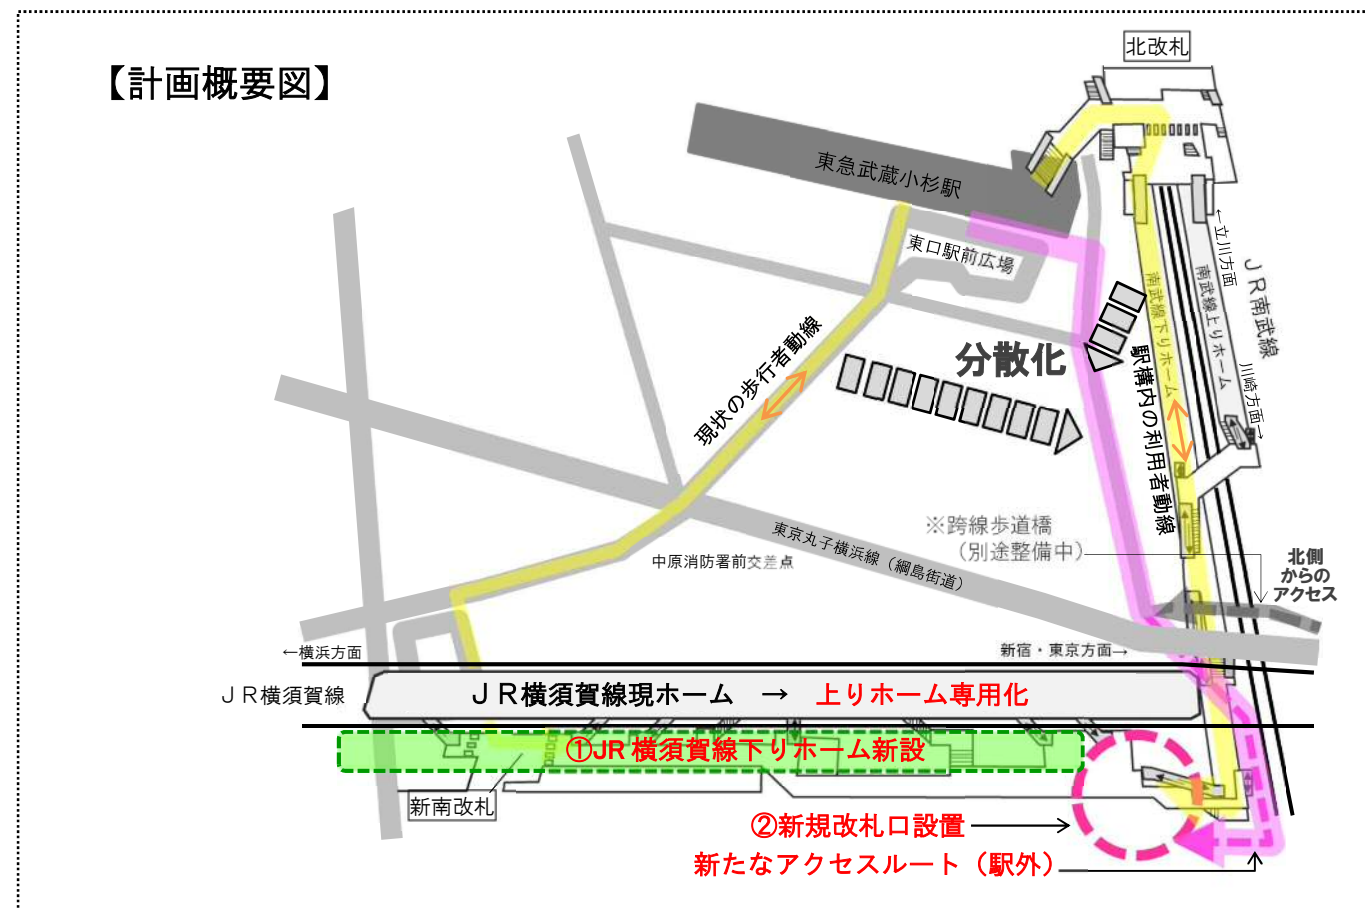 北改札
【計画概要図】
東急武蔵小杉駅
東口駅前広場
←立川方面
JR南武線
南武線下りホーム
南武線上りホーム
川崎方面→
分散化
現状の歩行者動線
駅構内の利用者動線
※跨線歩道橋
(別途整備中)
東京丸子横浜線(綱島街道)
中原消防署前交差点
北側
からの
アクセス
←横浜方面
新宿・東京方面→
JR横須賀線
JR横須賀線現ホーム → 上りホーム専用化
①JR横須賀線下りホーム新設
新南改札
②新規改札口設置
新たなアクセスルート(駅外)